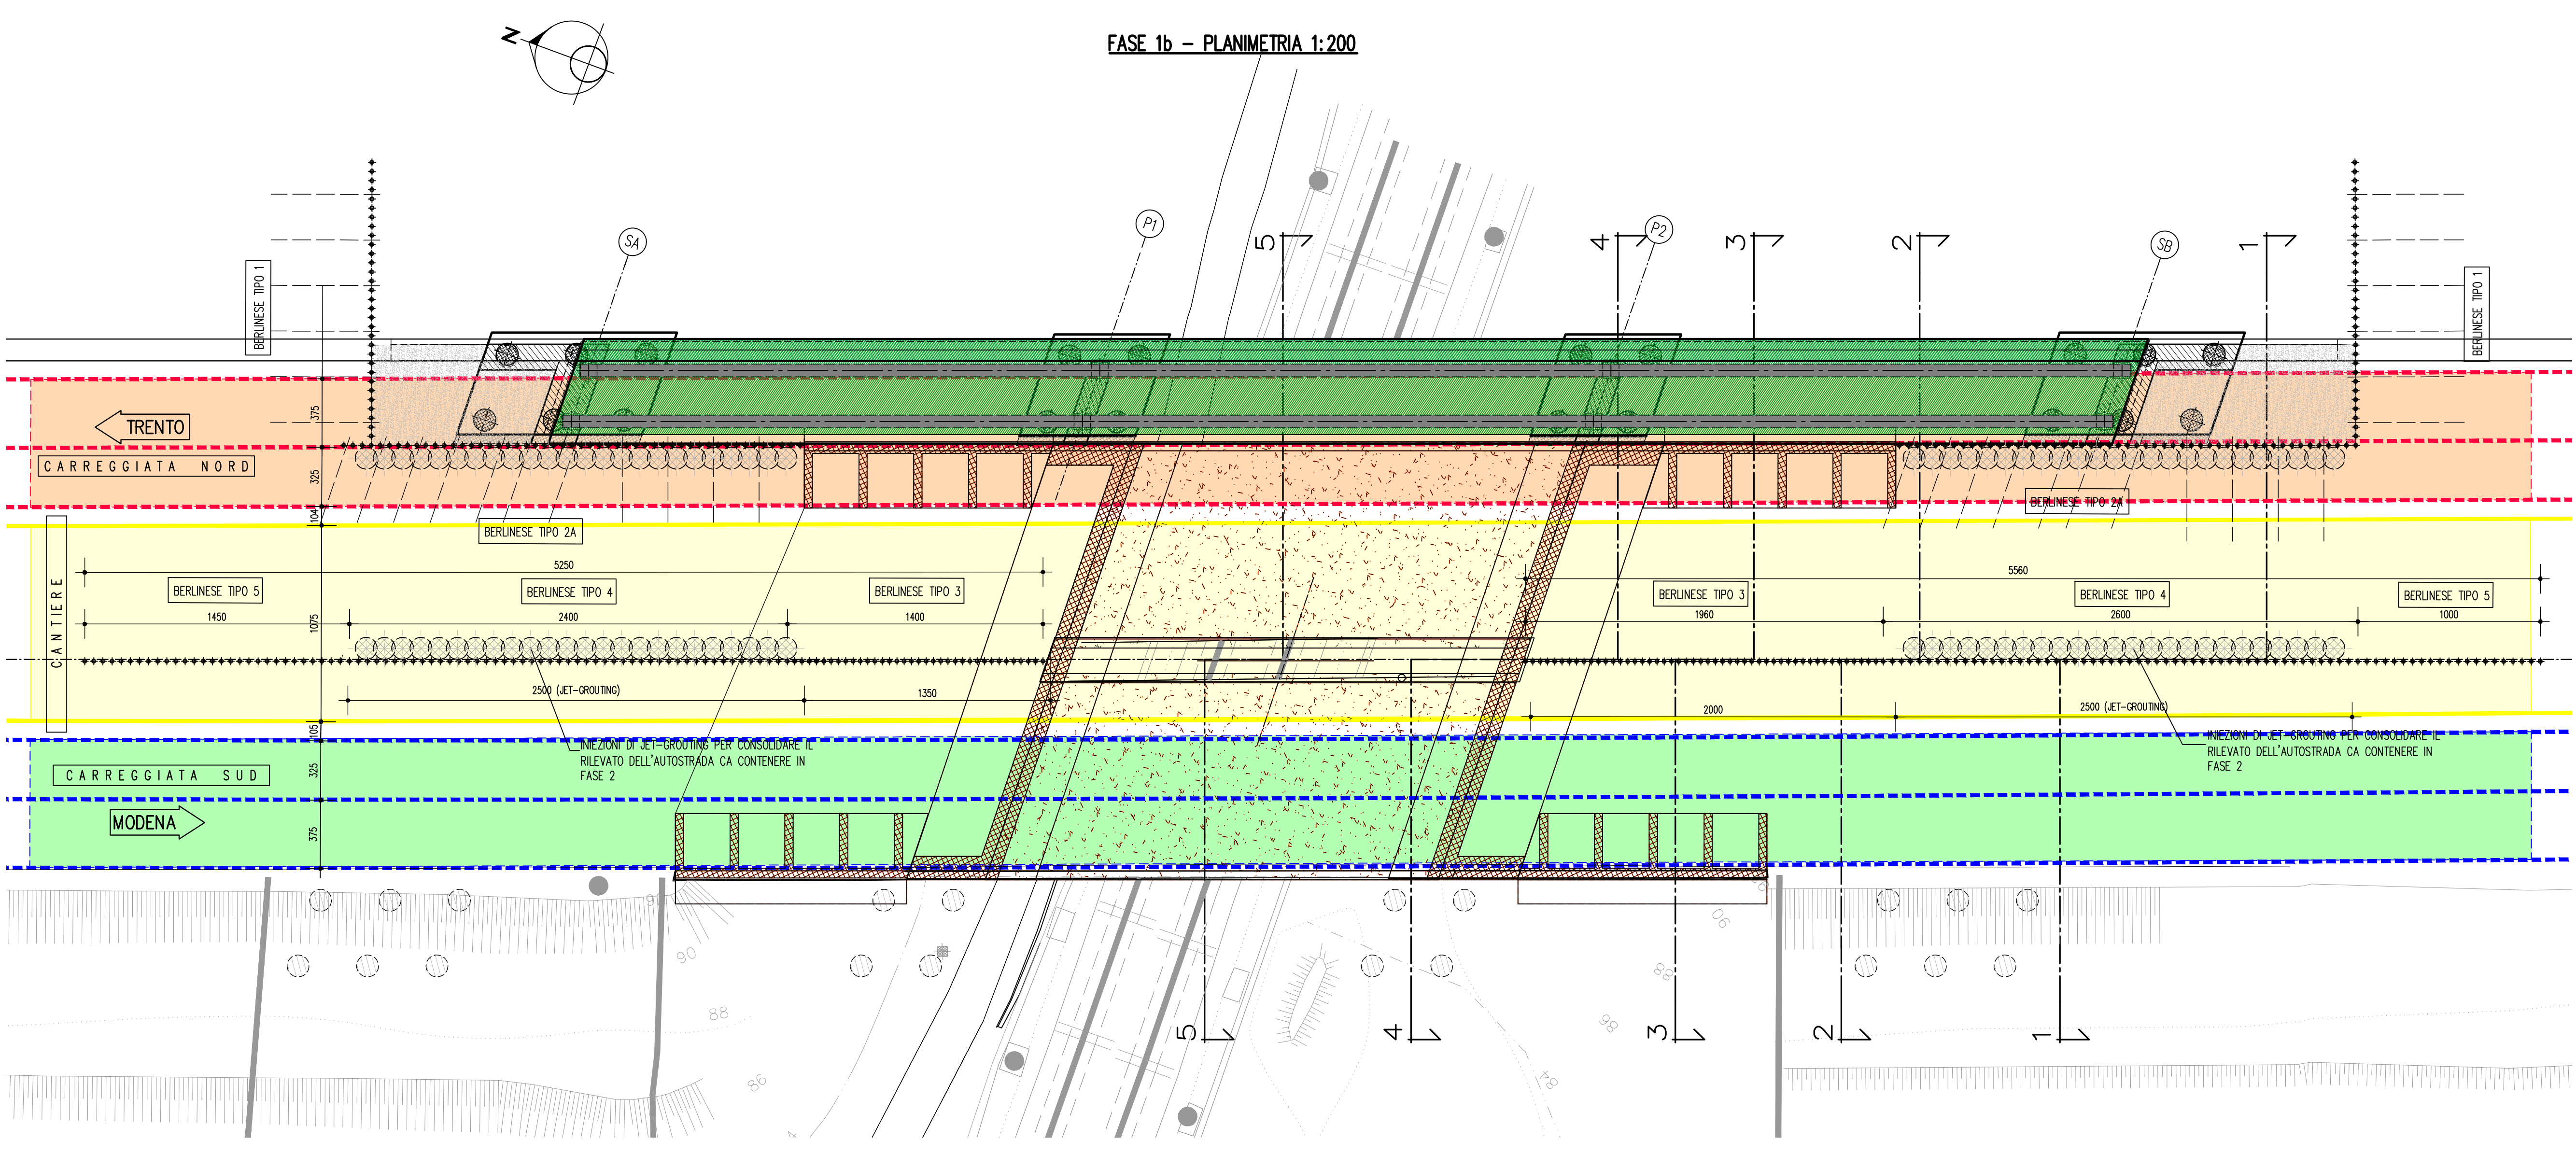 FASE 1b - PLANIMETRIA 1:200
N
SA
P1
P2
SB
5
4
3
2
1
BERLINESE TIPO 1
BERLINESE TIPO 1
TRENTO
375
CARREGGIATA NORD
325
104
BERLINESE TIPO 2A
BERLINESE TIPO 2A
CANTIERE
5250
5560
BERLINESE TIPO 5
BERLINESE TIPO 4
BERLINESE TIPO 3
BERLINESE TIPO 3
BERLINESE TIPO 4
BERLINESE TIPO 5
1450
2400
1400
1960
2600
1000
1075
2500 (JET-GROUTING)
1350
2000
2500 (JET-GROUTING)
105
INIEZIONI DI JET-GROUTING PER CONSOLIDARE IL
RILEVATO DELL'AUTOSTRADA CA CONTENERE IN
FASE 2
INIEZIONI DI JET-GROUTING PER CONSOLIDARE IL
RILEVATO DELL'AUTOSTRADA CA CONTENERE IN
FASE 2
CARREGGIATA SUD
325
MODENA
375
90
90
88
88
86
86
84
5
4
3
2
1